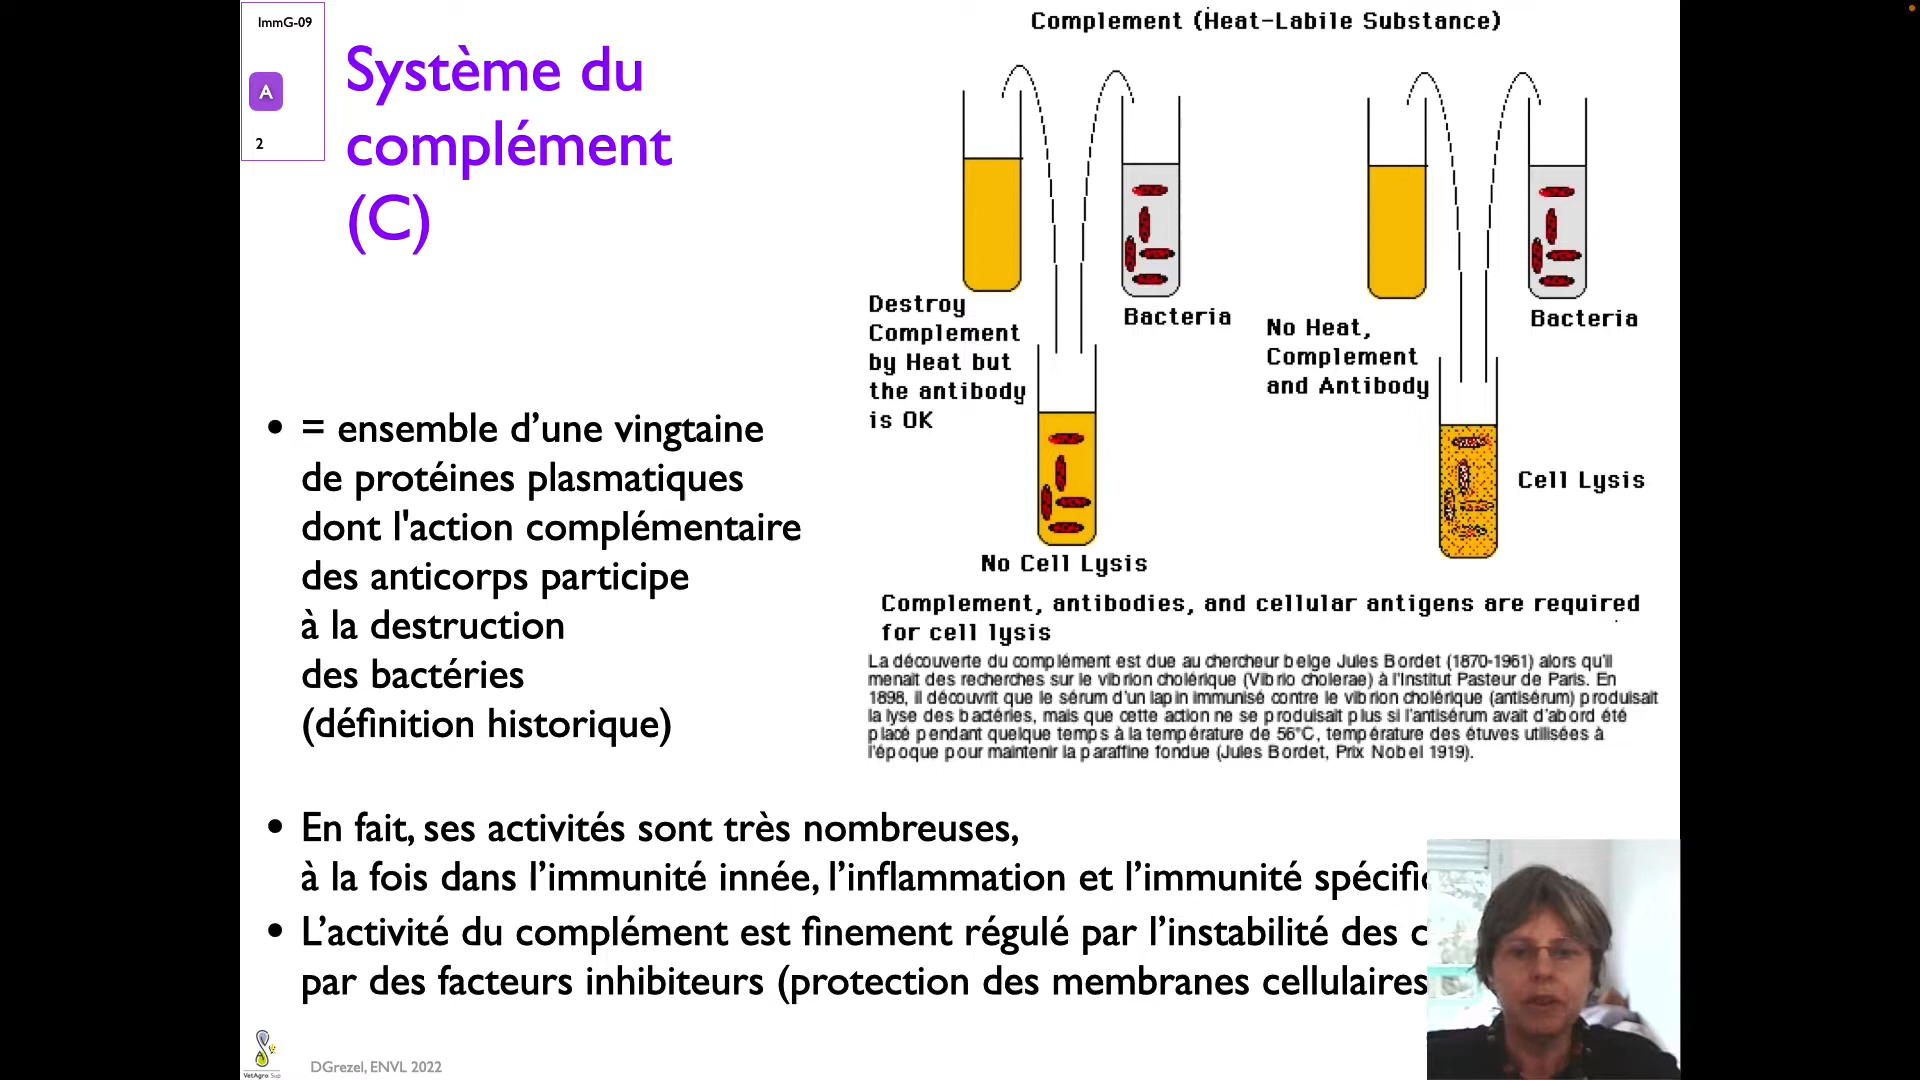 ImmG-09
A
2
Système du
complément
(C)
Complement (Heat-Labile Substance)
Destroy
Complement
by Heat but
the antibody
is OK
Bacteria
No Heat,
Complement
and Antibody
Bacteria
No Cell Lysis
Cell Lysis
Complement, antibodies, and cellular antigens are required
for cell lysis
La découverte du complément est due au chercheur belge Jules Bordet (1870-1961) alors qu'il
menait des recherches sur le vibrion cholérique (Vibrio cholerae) à l'Institut Pasteur de Paris. En
1898, il découvrit que le sérum d'un lapin immunisé contre le vibrion cholérique (antisérum) produisait
la lyse des bactéries, mais que cette action ne se produisait plus si l'antisérum avait d'abord été
placé pendant quelque temps à la température de 56°C, température des étuves utilisées à
l'époque pour maintenir la paraffine fondue (Jules Bordet, Prix Nobel 1919).
• = ensemble d’une vingtaine
de protéines plasmatiques
dont l'action complémentaire
des anticorps participe
à la destruction
des bactéries
(définition historique)
• En fait, ses activités sont très nombreuses,
à la fois dans l’immunité innée, l’inflammation et l’immunité
• L’activité du complément est finement régulé par l’instabilité des
par des facteurs inhibiteurs (protection des membranes cellulaires
VetAgro Sup
DGrezel, ENVL 2022